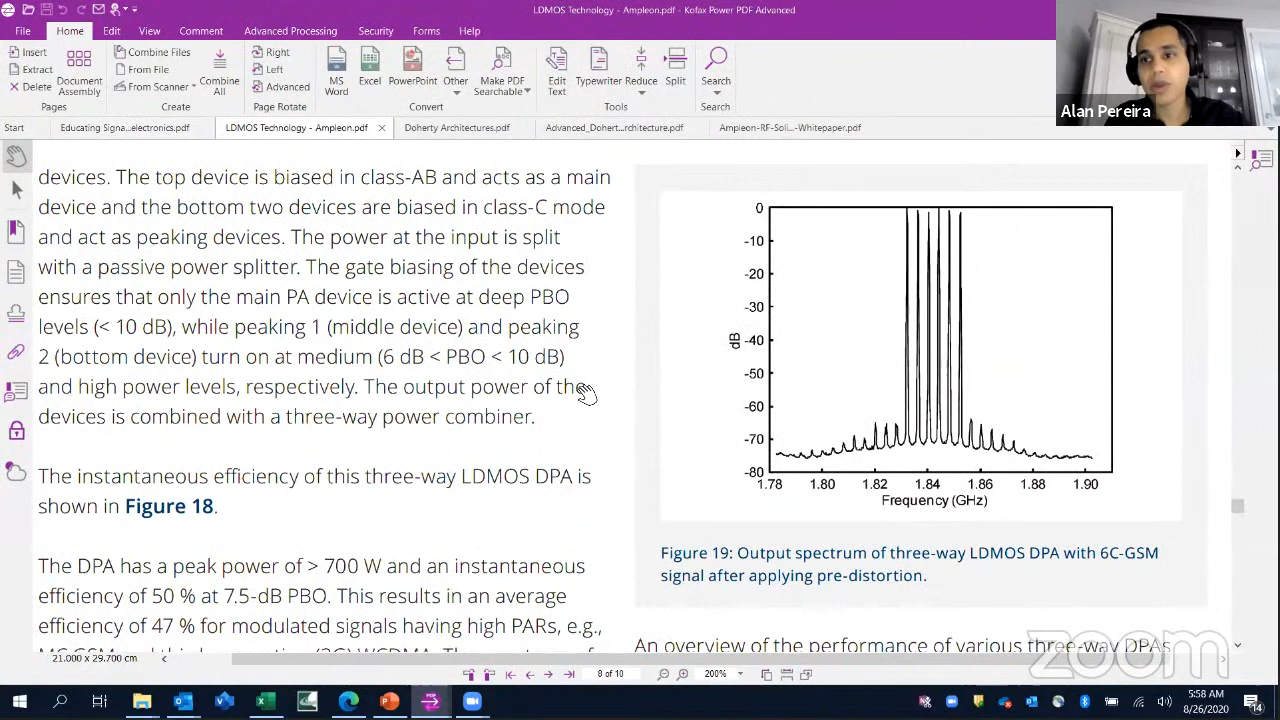 LDMOS Technology - Ampleon.pdf - Kofax Power PDF Advanced
File Home Edit View Comment Advanced Processing Security Forms Help
Insert
Extract
Delete
Pages
Document Assembly
Combine Files
From File
From Scanner
Combine All
Create
Right
Left
Advanced
Page Rotate
MS Word
Excel
PowerPoint
Other
Make PDF Searchable
Convert
Edit Text
Typewriter
Reduce
Split
Tools
Search
Search
Alan Pereira
Start
Educating Signa...electronics.pdf
LDMOS Technology - Ampleon.pdf
Doherty Architectures.pdf
Advanced_Dohert...rchitecture.pdf
Ampleon-RF-Soli...-Whitepaper.pdf
devices. The top device is biased in class-AB and acts as a main
device and the bottom two devices are biased in class-C mode
and act as peaking devices. The power at the input is split
with a passive power splitter. The gate biasing of the devices
ensures that only the main PA device is active at deep PBO
levels (< 10 dB), while peaking 1 (middle device) and peaking
2 (bottom device) turn on at medium (6 dB < PBO < 10 dB)
and high power levels, respectively. The output power of the
devices is combined with a three-way power combiner.
The instantaneous efficiency of this three-way LDMOS DPA is
shown in Figure 18.
The DPA has a peak power of > 700 W and an instantaneous
efficiency of 50 % at 7.5-dB PBO. This results in an average
efficiency of 47 % for modulated signals having high PARs, e.g.,
0
-10
-20
-30
-40
-50
-60
-70
-80
dB
1.78 1.80 1.82 1.84 1.86 1.88 1.90
Frequency (GHz)
Figure 19: Output spectrum of three-way LDMOS DPA with 6C-GSM
signal after applying pre-distortion.
An overview of the performance of various three-way DPAs
zoom
21.000 x 29.700 cm
8 of 10
200%
5:58 AM
8/26/2020
14